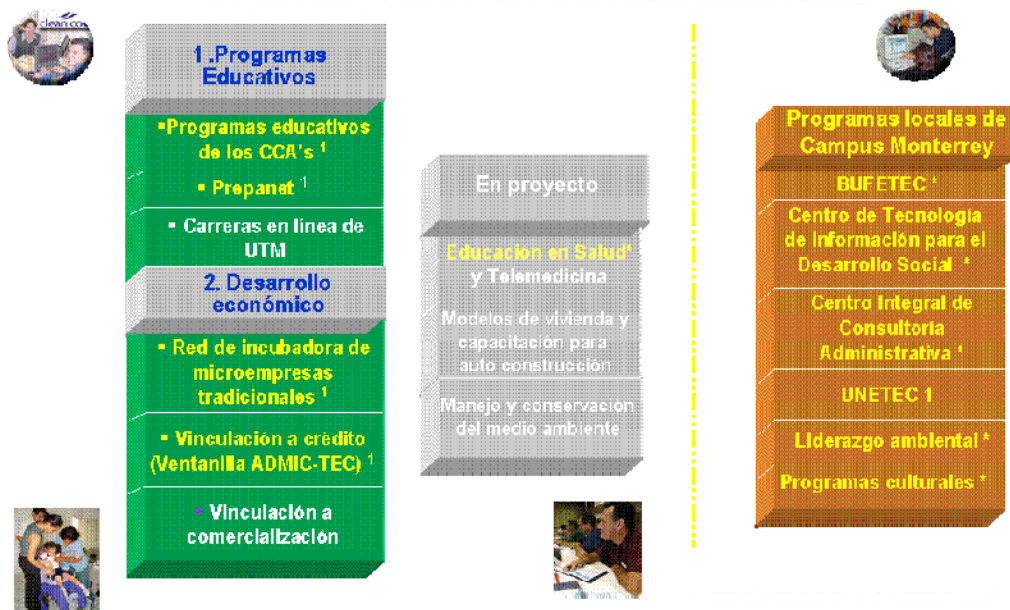 clean co
1.Programas
Educativos
▪Programas educativos
de los CCA's 1
▪ Prepanet 1
▪ Carreras en línea de
UTM
2. Desarrollo
económico
▪ Red de incubadora de
microempresas
tradicionales 1
▪ Vinculación a crédito
(Ventanilla ADMIC-TEC) 1
▪ Vinculación a
comercialización
En proyecto
Educación en Salud*
y Telemedicina
Modelos de vivienda y
capacitación para
auto construcción
Manejo y conservación
del medio ambiente
Programas locales de
Campus Monterrey
BUFETEC *
Centro de Tecnología
de Información para el
Desarrollo Social *
Centro Integral de
Consultoría
Administrativa *
UNETEC 1
Liderazgo ambiental *
Programas culturales *